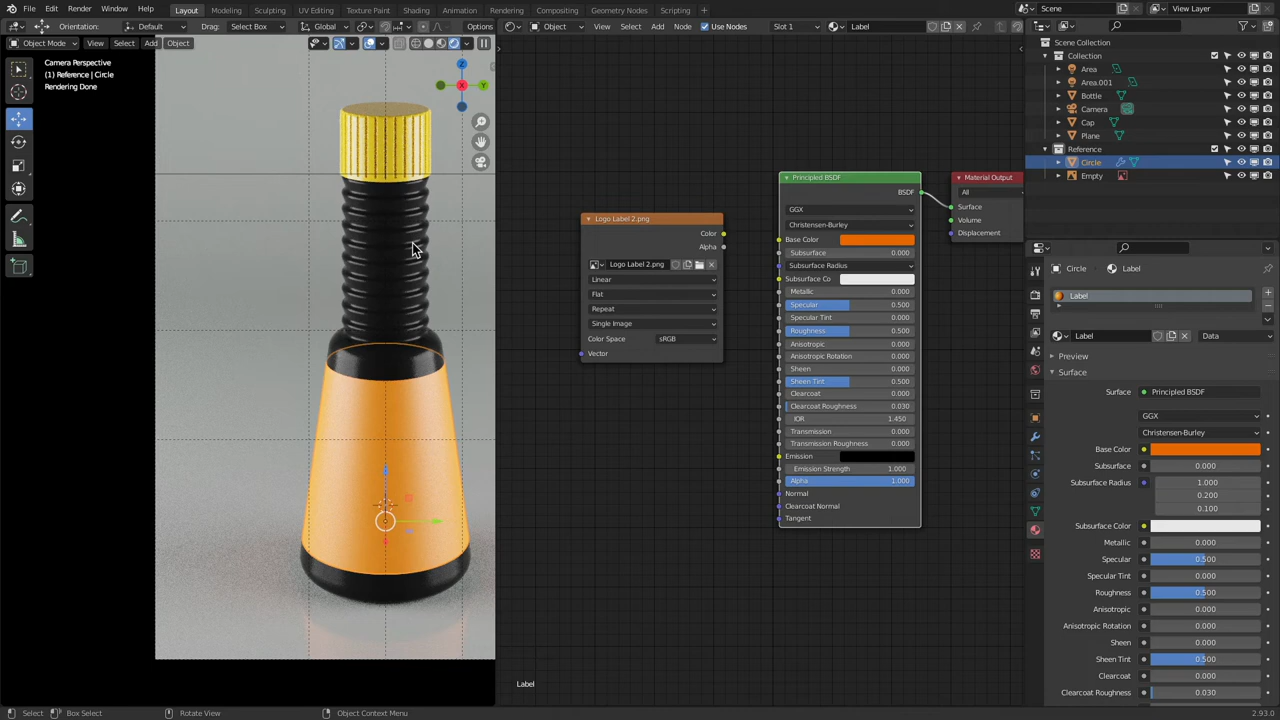 File Edit Render Window Help Layout Modeling Sculpting UV Editing Texture Paint Shading Animation Rendering Compositing Geometry Nodes Scripting Scene View Layer
Orientation: Default Drag: Select Box Global Options
Object View Select Add Node Use Nodes Slot 1 Label
Object Mode View Select Add Object
Camera Perspective
(1) Reference | Circle
Rendering Done
Z
Y
X
Logo Label 2.png
Color
Alpha
Logo Label 2.png
Linear
Flat
Repeat
Single Image
Color Space sRGB
Vector
Principled BSDF
BSDF
GGX
Christensen-Burley
Base Color
Subsurface 0.000
Subsurface Radius
Subsurface Co
Metallic 0.000
Specular 0.500
Specular Tint 0.000
Roughness 0.500
Anisotropic 0.000
Anisotropic Rotation 0.000
Sheen 0.000
Sheen Tint 0.500
Clearcoat 0.000
Clearcoat Roughness 0.030
IOR 1.450
Transmission 0.000
Transmission Roughness 0.000
Emission
Emission Strength 1.000
Alpha 1.000
Normal
Clearcoat Normal
Tangent
Material Output
All
Surface
Volume
Displacement
Label
Scene Collection
Collection
Area
Area.001
Bottle
Camera
Cap
Plane
Reference
Circle
Empty
Circle Label
Label
Label Data
Preview
Surface
Surface Principled BSDF
GGX
Christensen-Burley
Base Color
Subsurface 0.000
Subsurface Radius 1.000
0.200
0.100
Subsurface Color
Metallic 0.000
Specular 0.500
Specular Tint 0.000
Roughness 0.500
Anisotropic 0.000
Anisotropic Rotation 0.000
Sheen 0.000
Sheen Tint 0.500
Clearcoat 0.000
Clearcoat Roughness 0.030
Select Box Select Rotate View Object Context Menu 2.93.0